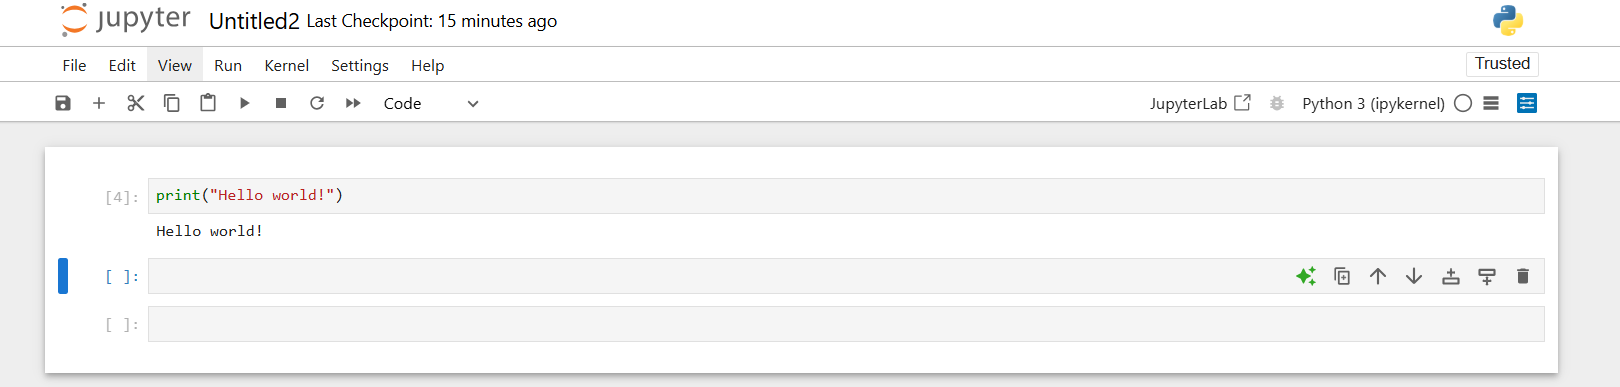 jupyter Untitled2 Last Checkpoint: 15 minutes ago
File Edit View Run Kernel Settings Help Trusted
Code JupyterLab Python 3 (ipykernel)
[4]: print("Hello world!")
Hello world!
[ ]:
[ ]: